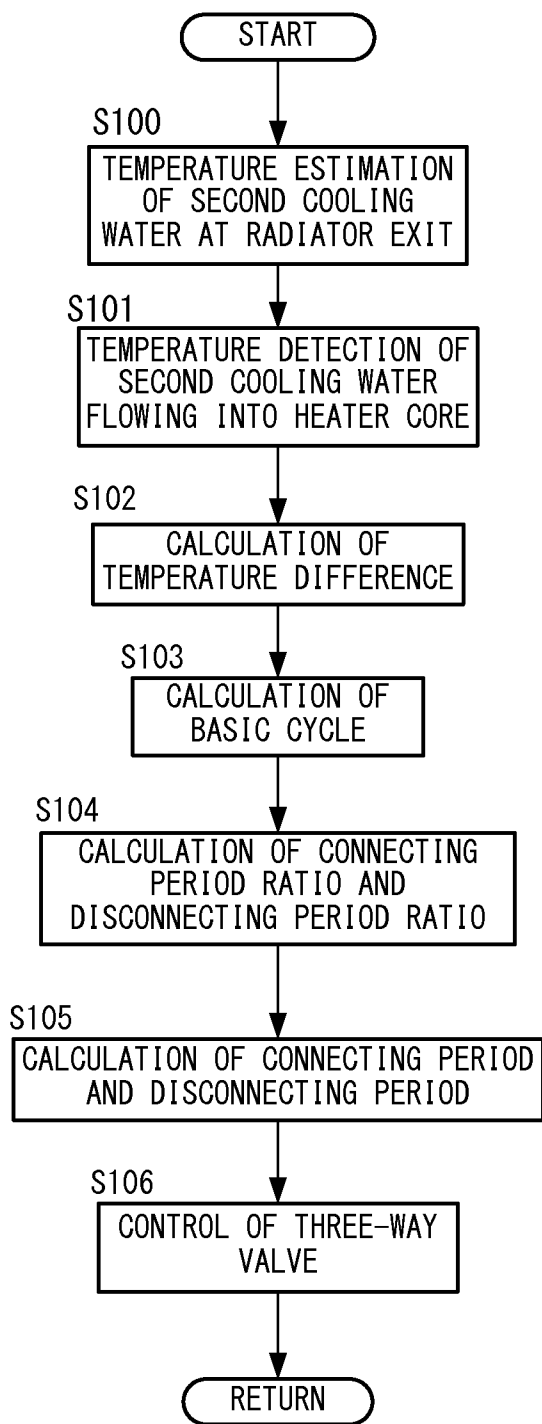 START
S100
TEMPERATURE ESTIMATION
OF SECOND COOLING
WATER AT RADIATOR EXIT
S101
TEMPERATURE DETECTION OF
SECOND COOLING WATER
FLOWING INTO HEATER CORE
S102
CALCULATION OF
TEMPERATURE DIFFERENCE
S103
CALCULATION OF
BASIC CYCLE
S104
CALCULATION OF CONNECTING
PERIOD RATIO AND
DISCONNECTING PERIOD RATIO
S105
CALCULATION OF CONNECTING PERIOD
AND DISCONNECTING PERIOD
S106
CONTROL OF THREE-WAY
VALVE
RETURN